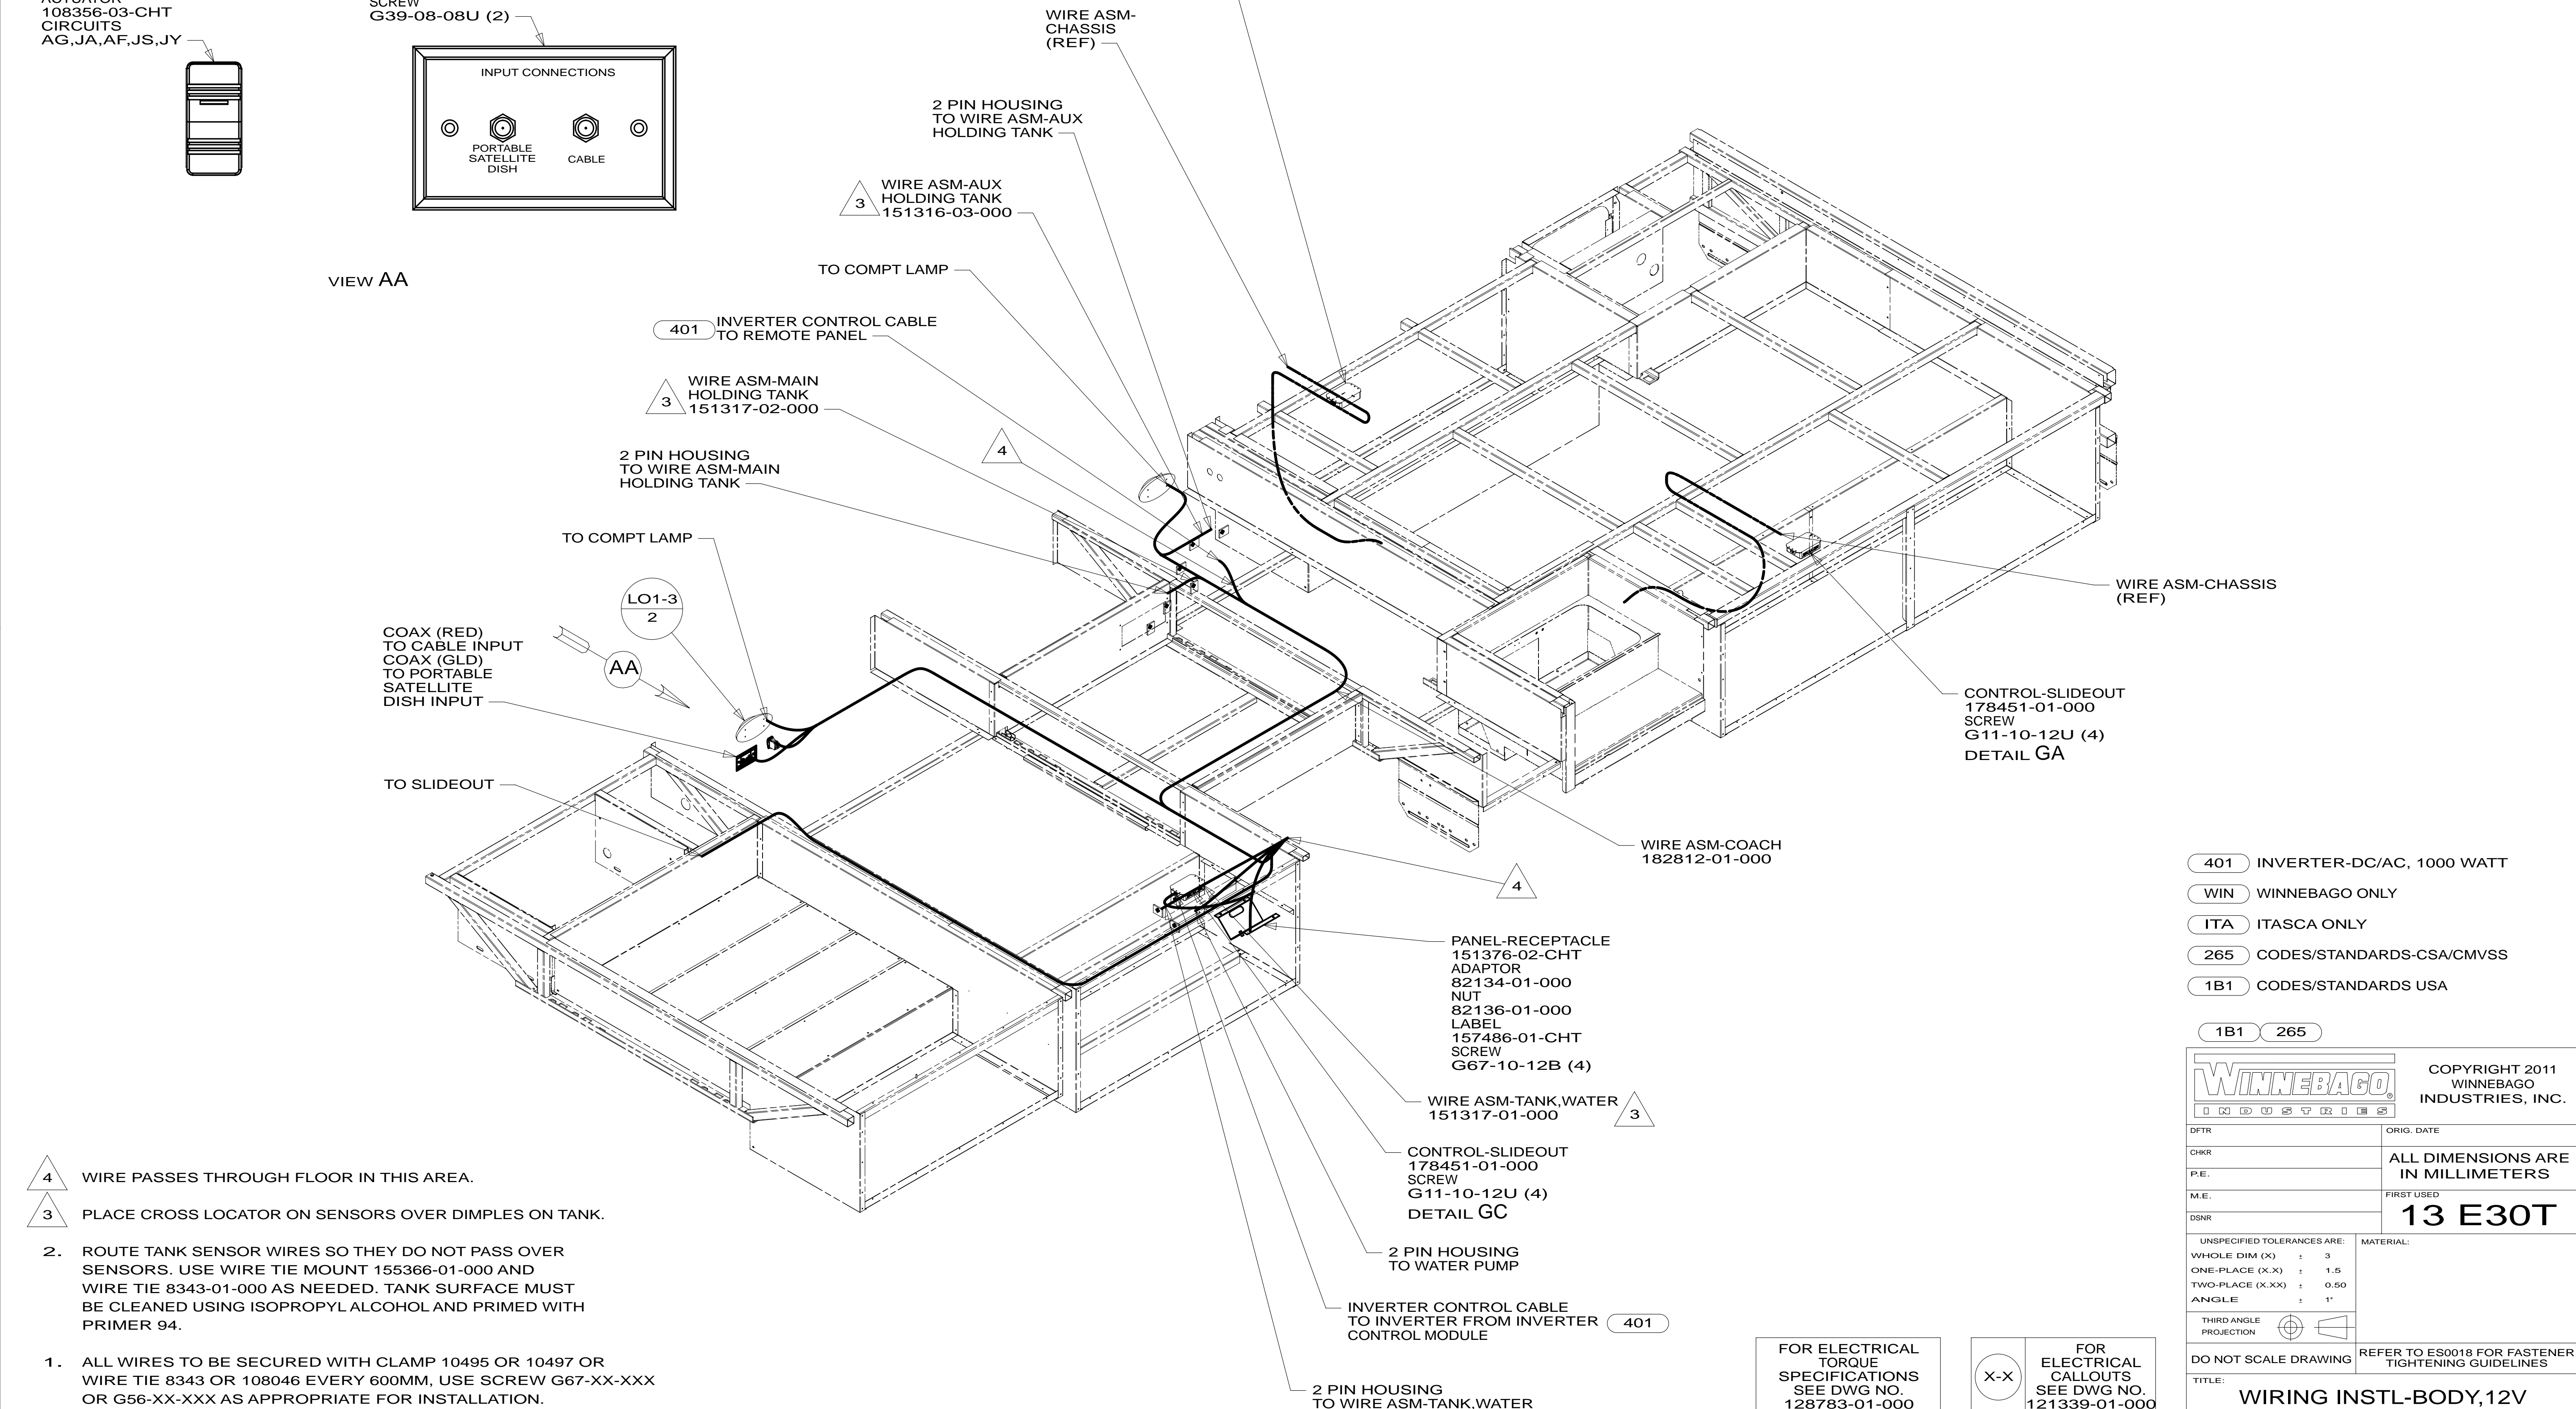 108356-03-CHT
CIRCUITS
AG,JA,AF,JS,JY
SCREW
G39-08-08U (2)
INPUT CONNECTIONS
PORTABLE
SATELLITE
DISH
CABLE
VIEW AA
WIRE ASM-
CHASSIS
(REF)
2 PIN HOUSING
TO WIRE ASM-AUX
HOLDING TANK
3
WIRE ASM-AUX
HOLDING TANK
151316-03-000
TO COMPT LAMP
401
INVERTER CONTROL CABLE
TO REMOTE PANEL
3
WIRE ASM-MAIN
HOLDING TANK
151317-02-000
4
2 PIN HOUSING
TO WIRE ASM-MAIN
HOLDING TANK
TO COMPT LAMP
LO1-3
2
COAX (RED)
TO CABLE INPUT
COAX (GLD)
TO PORTABLE
SATELLITE
DISH INPUT
AA
TO SLIDEOUT
WIRE ASM-CHASSIS
(REF)
CONTROL-SLIDEOUT
178451-01-000
SCREW
G11-10-12U (4)
DETAIL GA
WIRE ASM-COACH
182812-01-000
4
PANEL-RECEPTACLE
151376-02-CHT
ADAPTOR
82134-01-000
NUT
82136-01-000
LABEL
157486-01-CHT
SCREW
G67-10-12B (4)
WIRE ASM-TANK,WATER
151317-01-000
3
CONTROL-SLIDEOUT
178451-01-000
SCREW
G11-10-12U (4)
DETAIL GC
2 PIN HOUSING
TO WATER PUMP
INVERTER CONTROL CABLE
TO INVERTER FROM INVERTER
CONTROL MODULE
401
2 PIN HOUSING
TO WIRE ASM-TANK,WATER
4 WIRE PASSES THROUGH FLOOR IN THIS AREA.
3 PLACE CROSS LOCATOR ON SENSORS OVER DIMPLES ON TANK.
2. ROUTE TANK SENSOR WIRES SO THEY DO NOT PASS OVER
SENSORS. USE WIRE TIE MOUNT 155366-01-000 AND
WIRE TIE 8343-01-000 AS NEEDED. TANK SURFACE MUST
BE CLEANED USING ISOPROPYL ALCOHOL AND PRIMED WITH
PRIMER 94.
1. ALL WIRES TO BE SECURED WITH CLAMP 10495 OR 10497 OR
WIRE TIE 8343 OR 108046 EVERY 600MM, USE SCREW G67-XX-XXX
OR G56-XX-XXX AS APPROPRIATE FOR INSTALLATION.
401 INVERTER-DC/AC, 1000 WATT
WIN WINNEBAGO ONLY
ITA ITASCA ONLY
265 CODES/STANDARDS-CSA/CMVSS
1B1 CODES/STANDARDS USA
1B1 265
WINNEBAGO ®
INDUSTRIES
COPYRIGHT 2011
WINNEBAGO
INDUSTRIES, INC.
DFTR
ORIG. DATE
CHKR
ALL DIMENSIONS ARE
IN MILLIMETERS
P.E.
M.E.
FIRST USED
13 E30T
DSNR
UNSPECIFIED TOLERANCES ARE:
MATERIAL:
WHOLE DIM (X) ± 3
ONE-PLACE (X.X) ± 1.5
TWO-PLACE (X.XX) ± 0.50
ANGLE ± 1°
THIRD ANGLE
PROJECTION
DO NOT SCALE DRAWING
REFER TO ES0018 FOR FASTENER
TIGHTENING GUIDELINES
TITLE:
WIRING INSTL-BODY,12V
FOR ELECTRICAL
TORQUE
SPECIFICATIONS
SEE DWG NO.
128783-01-000
X-X
FOR
ELECTRICAL
CALLOUTS
SEE DWG NO.
121339-01-000